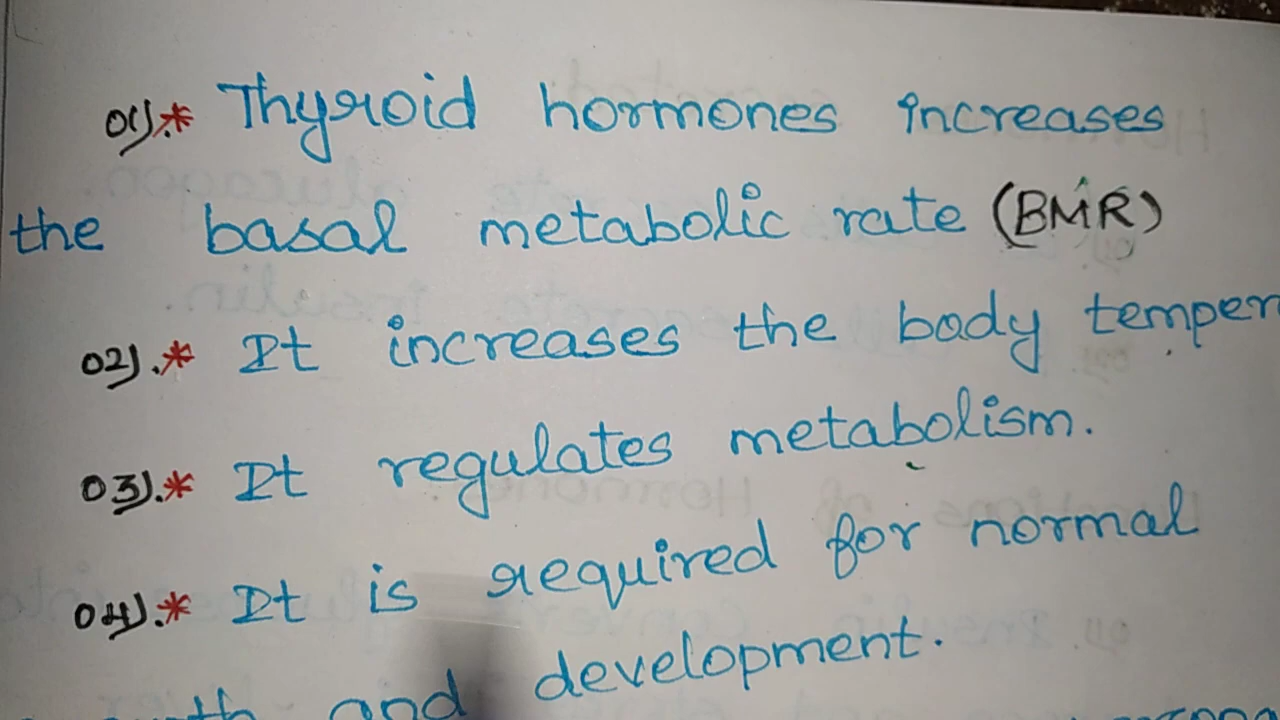 01).* Thyroid hormones increases
the basal metabolic rate (BMR)
02).* It increases the body temper
03).* It regulates metabolism.
04).* It is required for normal
and development.